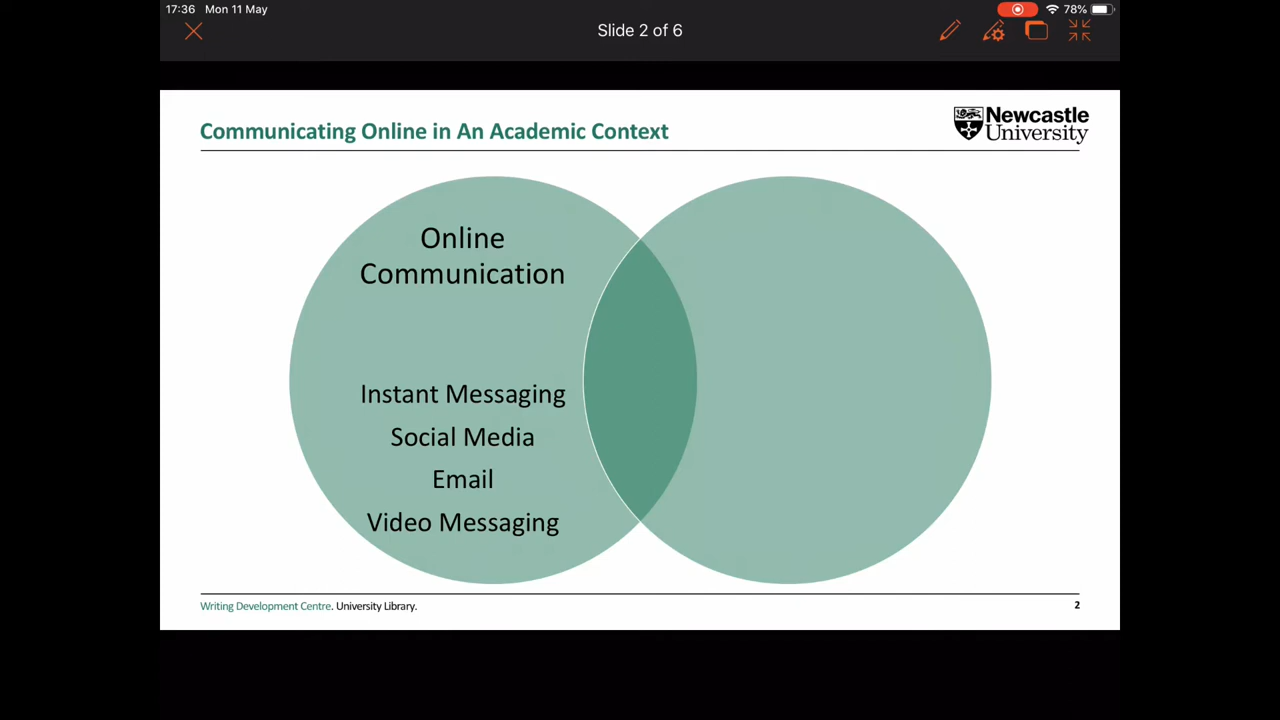 17:36 Mon 11 May
78%
Slide 2 of 6
Communicating Online in An Academic Context
Newcastle
University
Online
Communication
Instant Messaging
Social Media
Email
Video Messaging
Writing Development Centre. University Library.
2